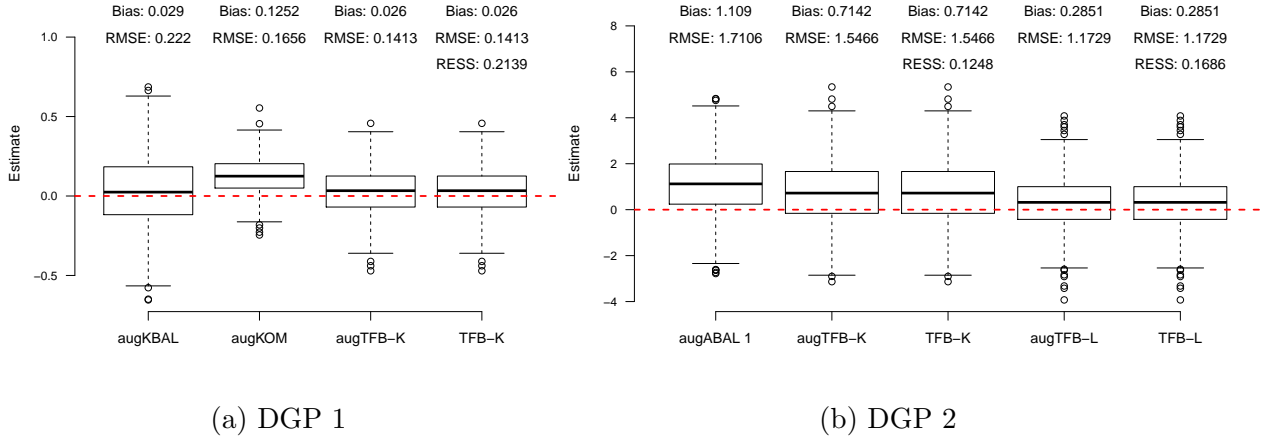 Bias: 0.029 Bias: 0.1252 Bias: 0.026 Bias: 0.026
RMSE: 0.222 RMSE: 0.1656 RMSE: 0.1413 RMSE: 0.1413
RESS: 0.2139
1.0
0.5
0.0
−0.5
Estimate
augKBAL augKOM augTFB−K TFB−K
(a) DGP 1
Bias: 1.109 Bias: 0.7142 Bias: 0.7142 Bias: 0.2851 Bias: 0.2851
RMSE: 1.7106 RMSE: 1.5466 RMSE: 1.5466 RMSE: 1.1729 RMSE: 1.1729
RESS: 0.1248 RESS: 0.1686
8
6
4
2
0
−2
−4
Estimate
augABAL 1 augTFB−K TFB−K augTFB−L TFB−L
(b) DGP 2